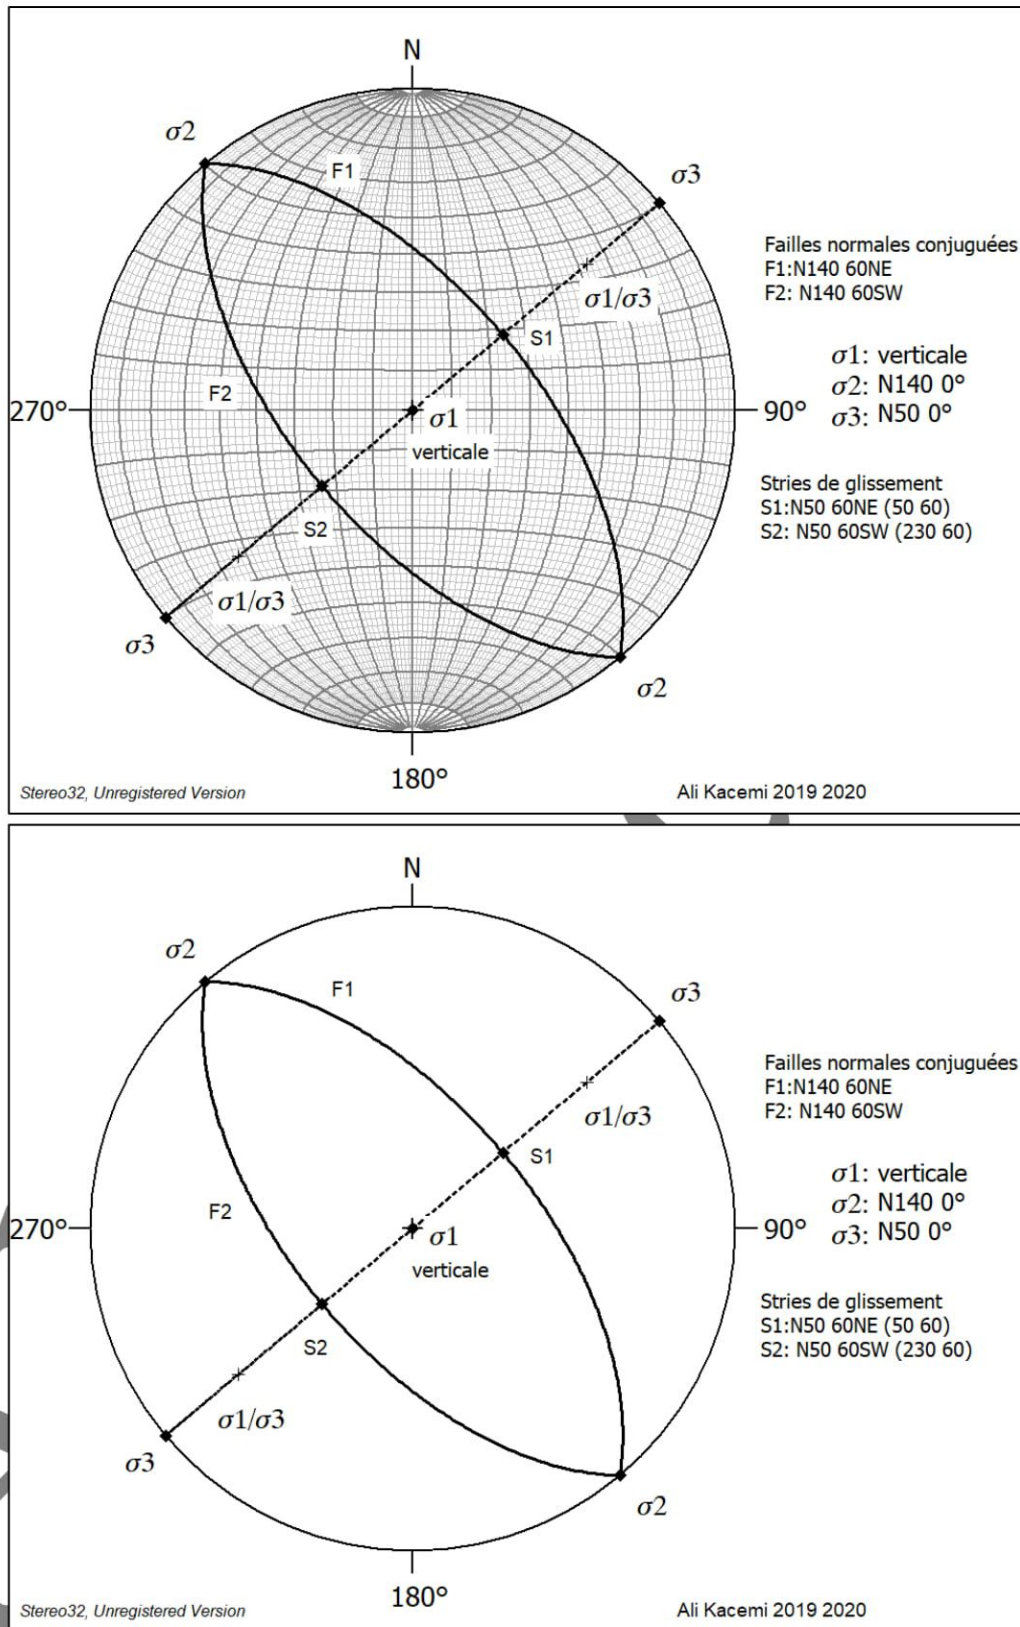 N
σ2
F1
σ3
Failles normales conjuguées
F1:N140 60NE
F2: N140 60SW
σ1/σ3
S1
σ1: verticale
σ2: N140 0°
σ3: N50 0°
F2
270°
90°
σ1
verticale
Stries de glissement
S1:N50 60NE (50 60)
S2: N50 60SW (230 60)
S2
σ1/σ3
σ3
σ2
180°
Stereo32, Unregistered Version
Ali Kacemi 2019 2020
N
σ2
F1
σ3
Failles normales conjuguées
F1:N140 60NE
F2: N140 60SW
σ1/σ3
S1
σ1: verticale
σ2: N140 0°
σ3: N50 0°
F2
270°
90°
σ1
verticale
Stries de glissement
S1:N50 60NE (50 60)
S2: N50 60SW (230 60)
S2
σ1/σ3
σ3
σ2
180°
Stereo32, Unregistered Version
Ali Kacemi 2019 2020